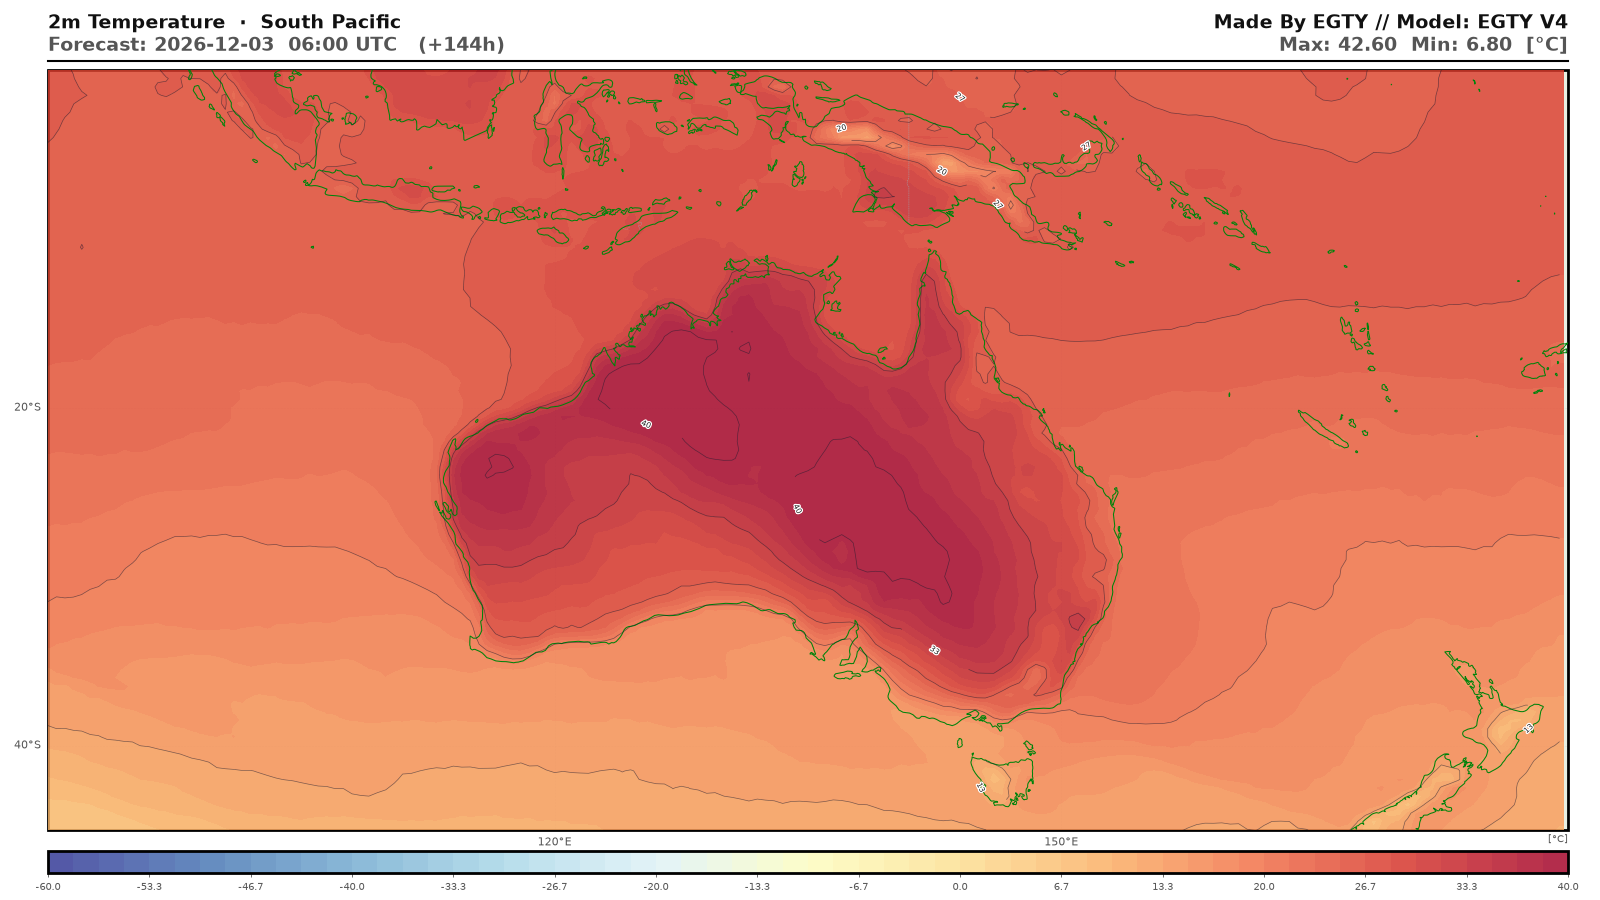 2m Temperature · South Pacific
Made By EGTY // Model: EGTY V4
Forecast: 2026-12-03 06:00 UTC (+144h)
Max: 42.60 Min: 6.80 [°C]
27
20
27
20
27
20°S
40
40
33
13
40°S
13
120°E
150°E
[°C]
-60.0
-53.3
-46.7
-40.0
-33.3
-26.7
-20.0
-13.3
-6.7
0.0
6.7
13.3
20.0
26.7
33.3
40.0